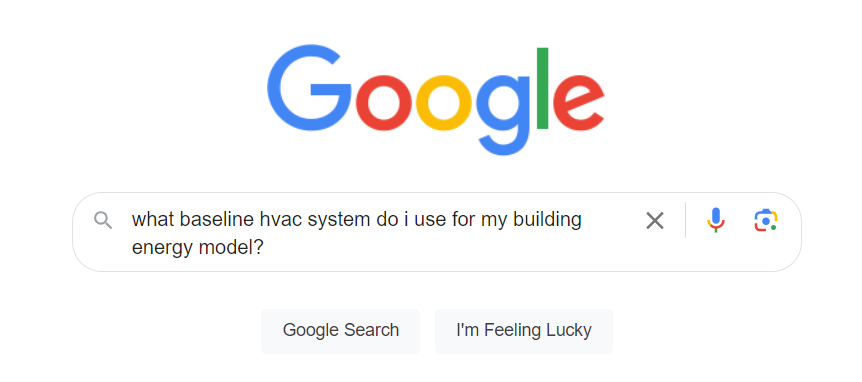 Google
what baseline hvac system do i use for my building
energy model?
Google Search
I'm Feeling Lucky